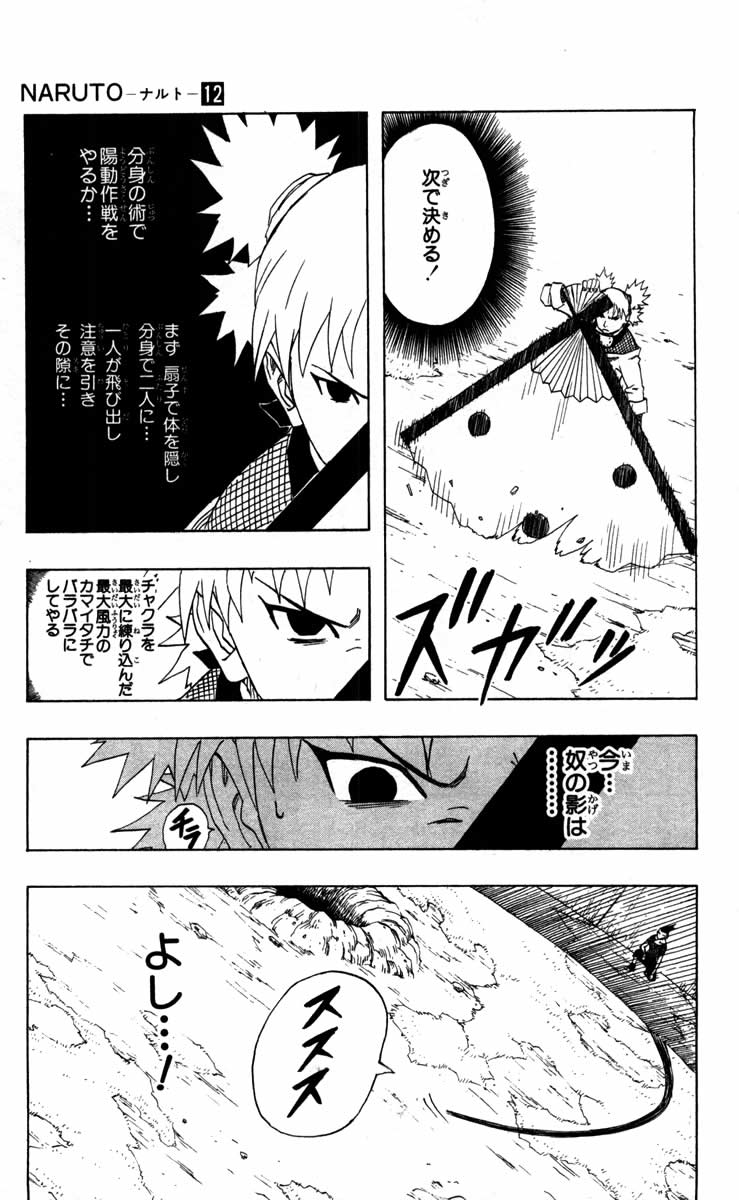 NARUTO—ナルト—12
次で決める!
ズザッ
分身の術で
陽動作戦を
やるか…
まず 扇子で体を隠し
分身で二人に…
一人が飛び出し
注意を引き
その隙に…
チャクラを
最大に練り込んだ
最大風力の
カマイタチで
バラバラに
してやる
今…
奴の影は
………
チラ
よし…!
ススス